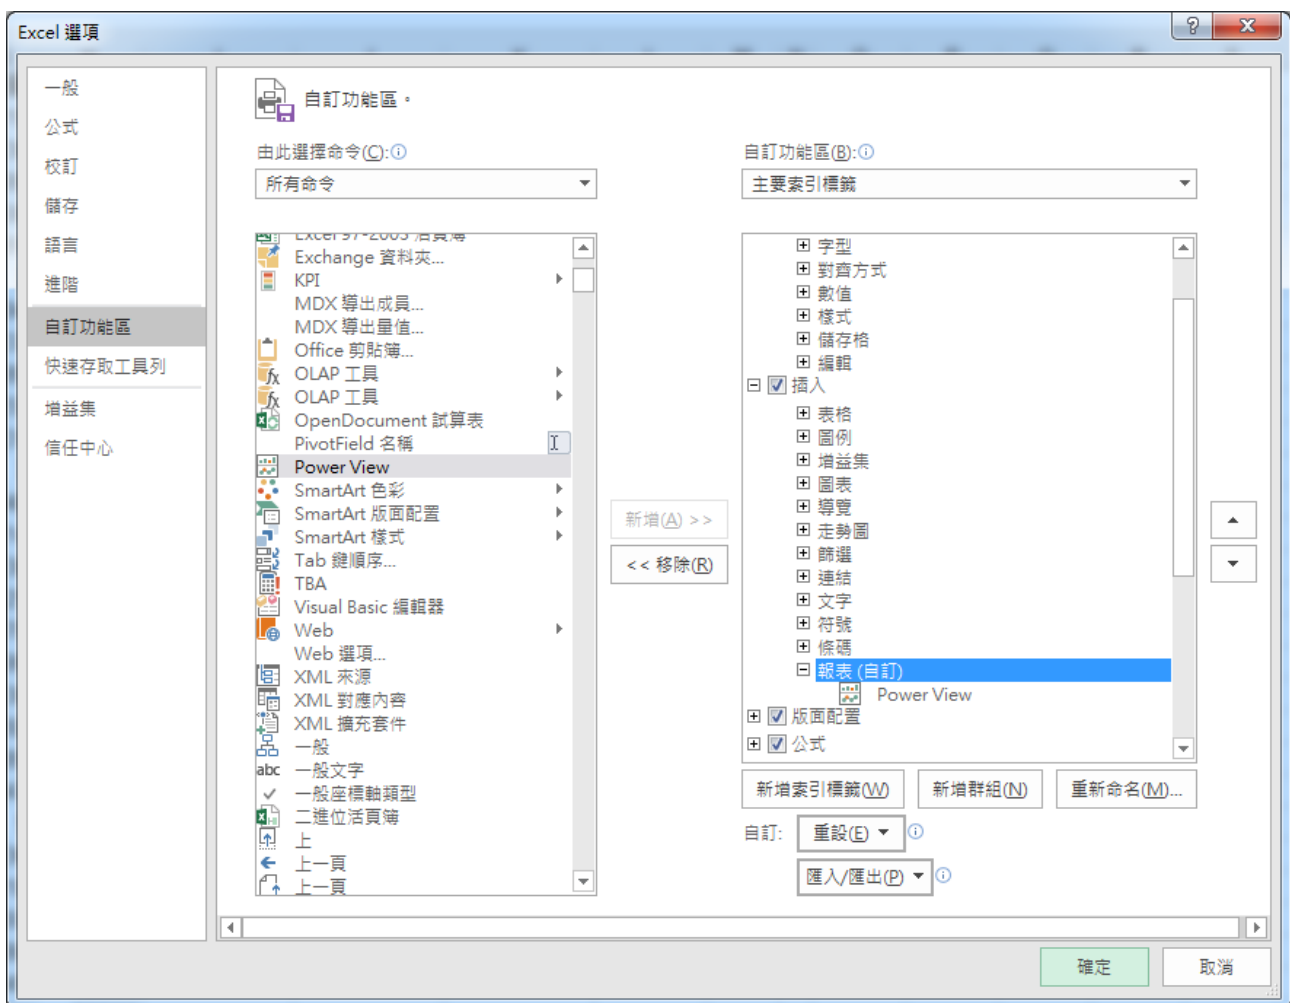 Excel 選項
一般
公式
校訂
儲存
語言
進階
自訂功能區
快速存取工具列
增益集
信任中心
自訂功能區。
由此選擇命令(C):
所有命令
Excel 97-2003 活頁簿
Exchange 資料夾...
KPI
MDX 導出成員...
MDX 導出量值...
Office 剪貼簿...
OLAP 工具
OLAP 工具
OpenDocument 試算表
PivotField 名稱
Power View
SmartArt 色彩
SmartArt 版面配置
SmartArt 樣式
Tab 鍵順序...
TBA
Visual Basic 編輯器
Web
Web 選項...
XML 來源
XML 對應內容
XML 擴充套件
一般
abc 一般文字
一般座標軸類型
二進位活頁簿
上
上一頁
上一頁
新增(A) >>
<< 移除(R)
自訂功能區(B):
主要索引標籤
字型
對齊方式
數值
樣式
儲存格
編輯
插入
表格
圖例
增益集
圖表
導覽
走勢圖
篩選
連結
文字
符號
條碼
報表 (自訂)
Power View
版面配置
公式
新增索引標籤(W)
新增群組(N)
重新命名(M)...
自訂:
重設(E)
匯入/匯出(P)
確定
取消